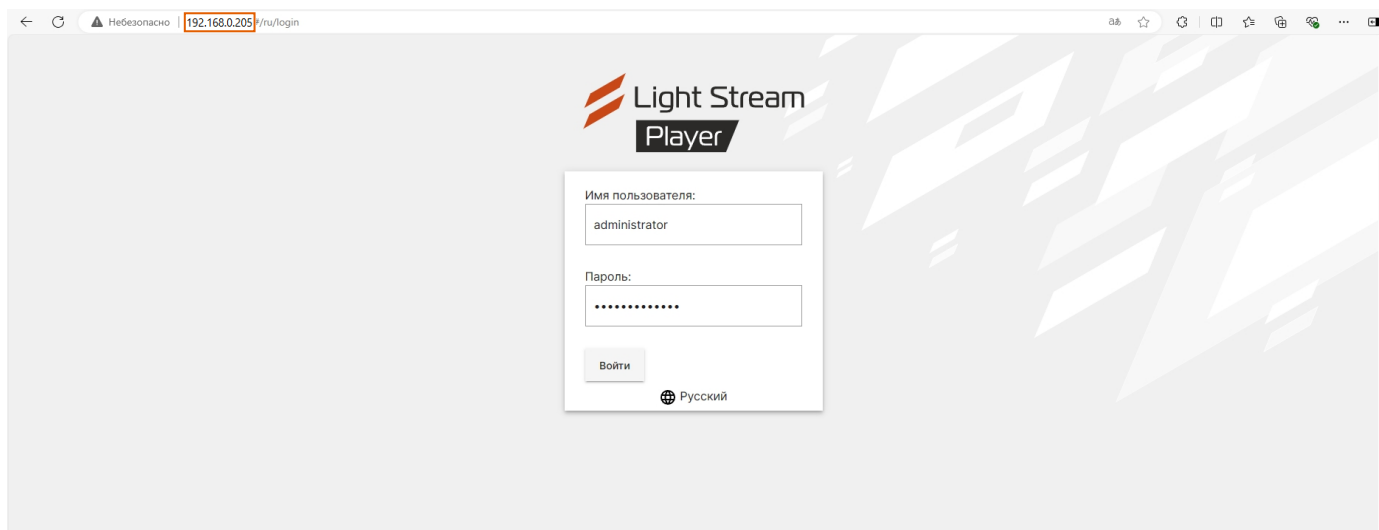 Небезопасно 192.168.0.205/#/ru/login
Light Stream
Player
Имя пользователя:
administrator
Пароль:
•••••••••••••
Войти
Русский